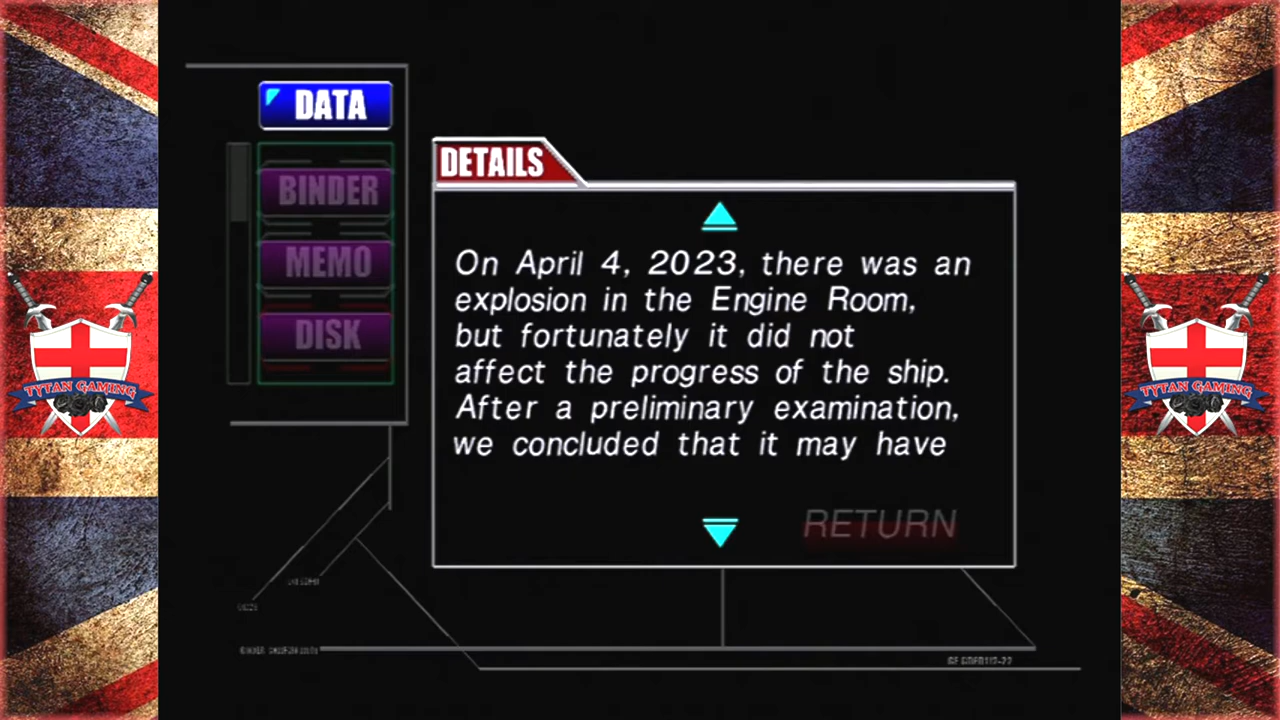 DATA
BINDER
MEMO
DISK
DETAILS
On April 4, 2023, there was an
explosion in the Engine Room,
but fortunately it did not
affect the progress of the ship.
After a preliminary examination,
we concluded that it may have
RETURN
TYTAN GAMING
TYTAN GAMING